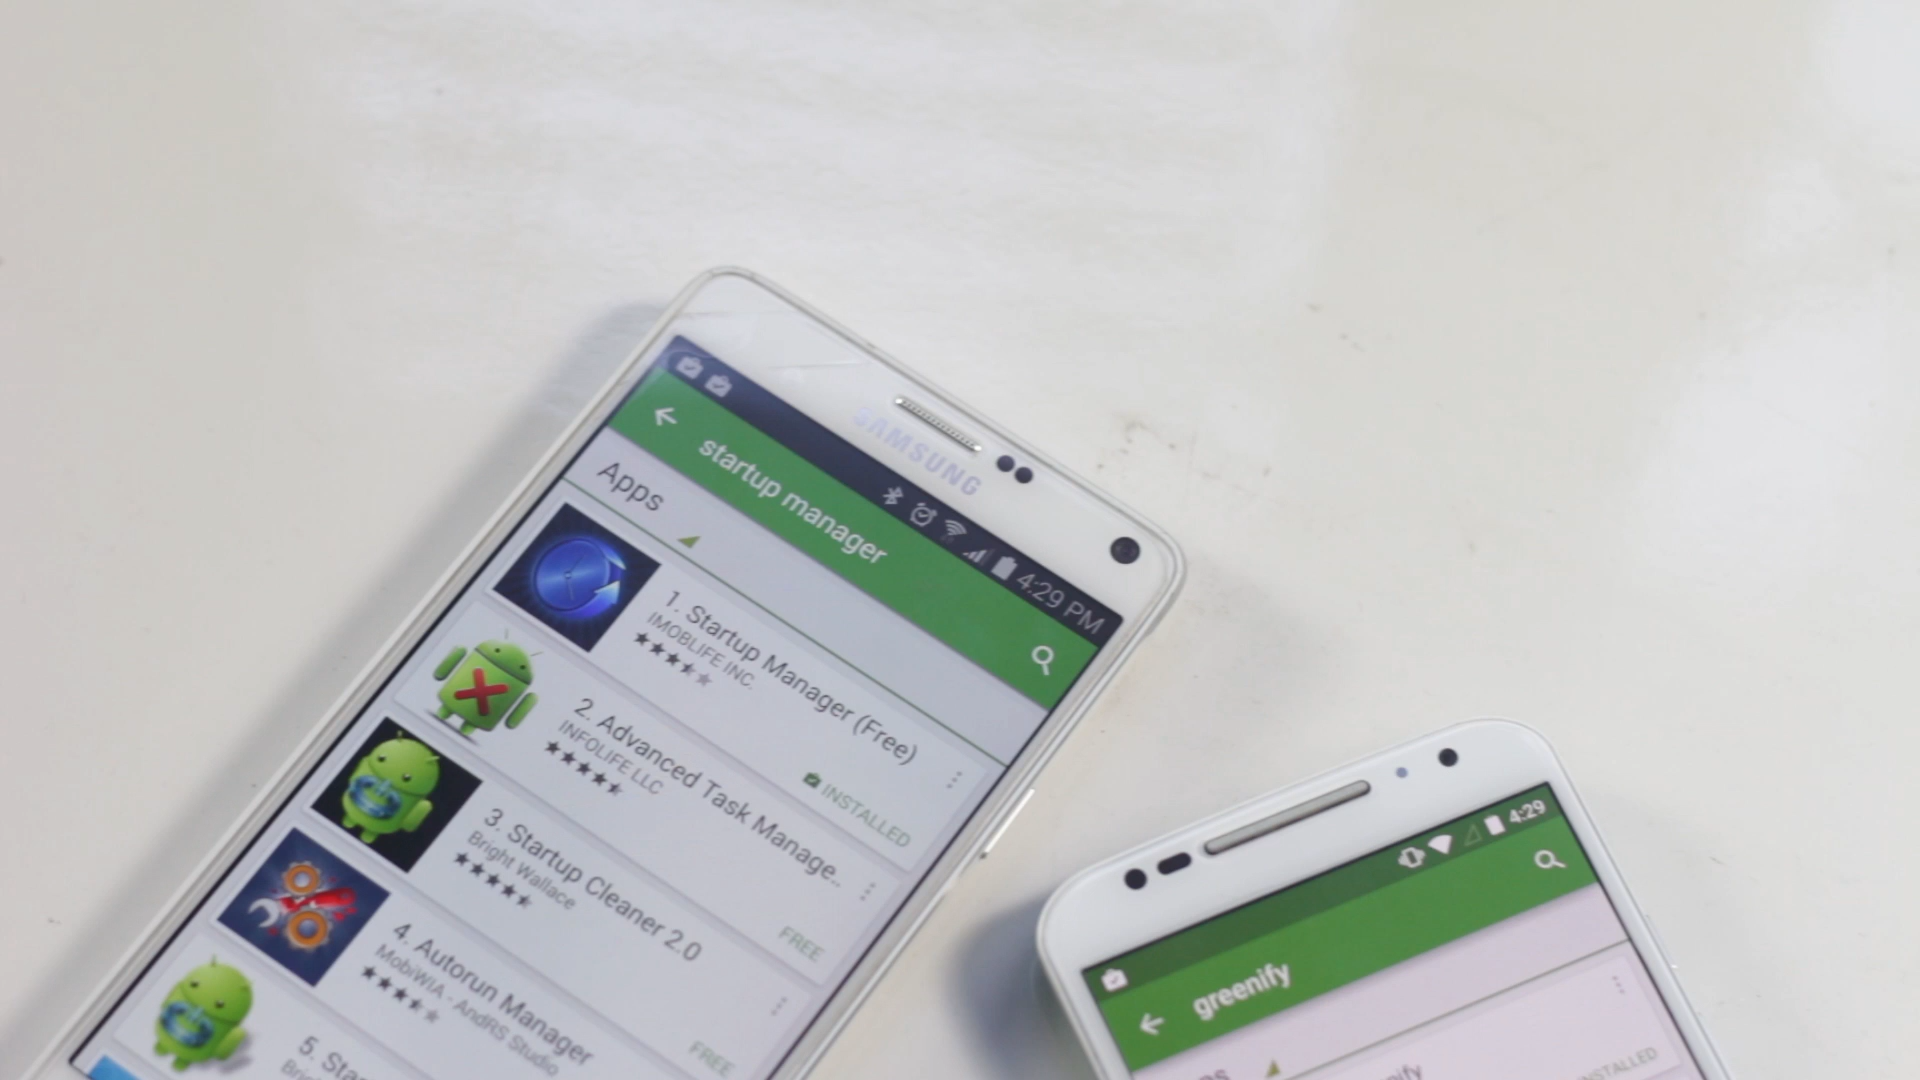 SAMSUNG
4:29 PM
startup manager
Apps
1. Startup Manager (Free)
IMOBLIFE INC.
INSTALLED
2. Advanced Task Manage..
INFOLIFE LLC
FREE
3. Startup Cleaner 2.0
Bright Wallace
FREE
4. Autorun Manager
MobiWIA - AndRS Studio
5. Star
4:29
greenify
INSTALLED